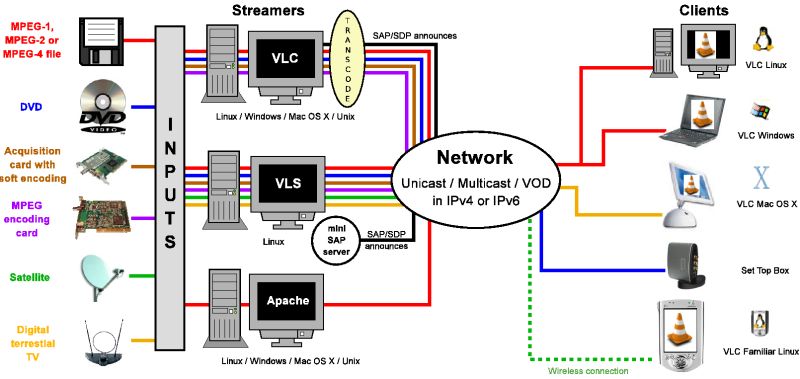 Streamers
Clients
MPEG-1,
MPEG-2 or
MPEG-4 file
DVD
DVD
VIDEO
Acquisition
card with
soft encoding
MPEG
encoding
card
Satellite
Digital
terrestial
TV
INPUTS
VLC
TRANSCODE
SAP/SDP announces
Linux / Windows / Mac OS X / Unix
VLS
Linux
mini
SAP
server
SAP/SDP
announces
Apache
Linux / Windows / Mac OS X / Unix
Network
Unicast / Multicast / VOD
in IPv4 or IPv6
VLC Linux
VLC Windows
X
VLC Mac OS X
Set Top Box
VLC Familiar Linux
Wireless connection